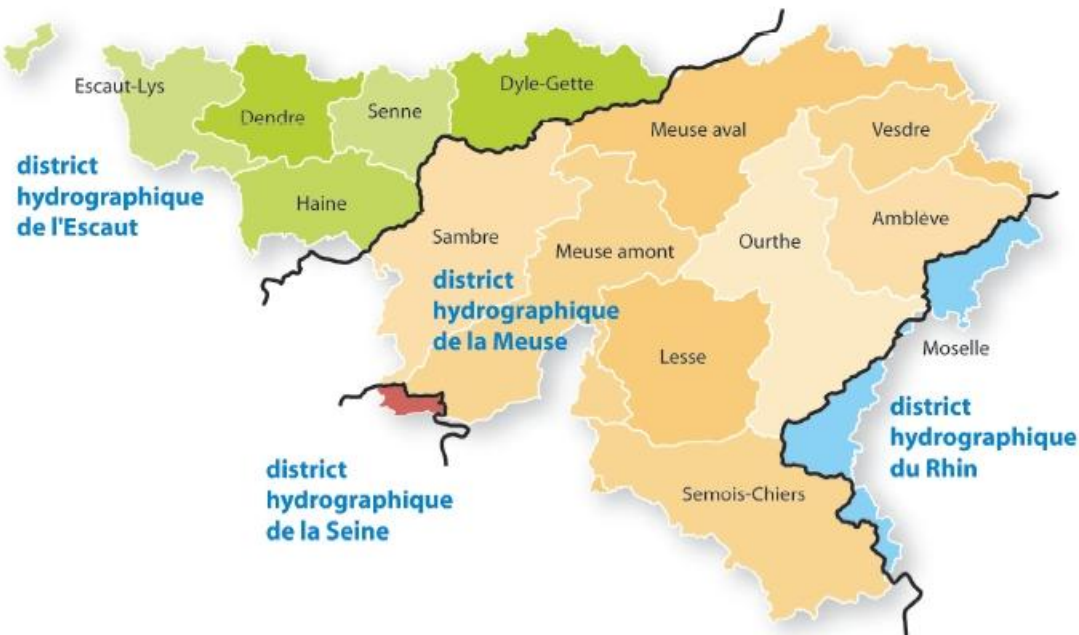 Escaut-Lys
Dendre
Senne
Dyle-Gette
Haine
district
hydrographique
de l'Escaut
Meuse aval
Vesdre
Sambre
Meuse amont
Ourthe
Amblève
district
hydrographique
de la Meuse
Lesse
Moselle
district
hydrographique
du Rhin
district
hydrographique
de la Seine
Semois-Chiers